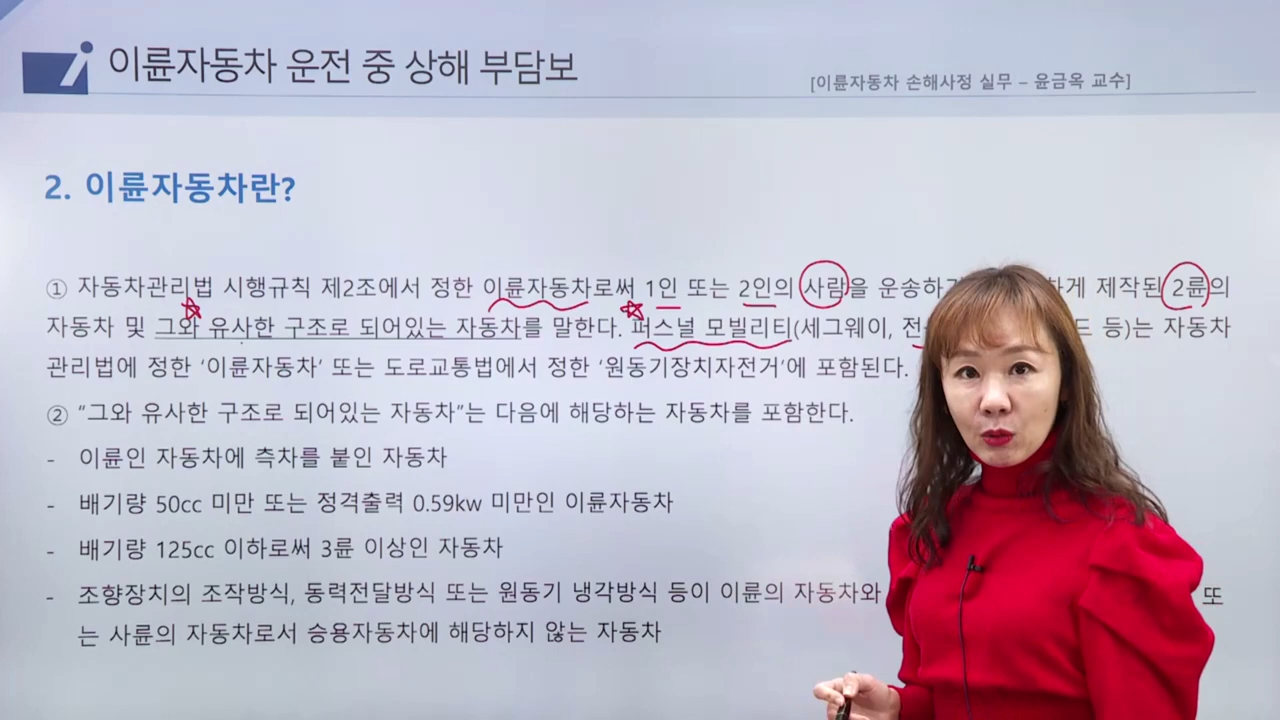 이륜자동차 운전 중 상해 부담보
[이륜자동차 손해사정 실무 – 윤금옥 교수]
2. 이륜자동차란?
① 자동차관리법 시행규칙 제2조에서 정한 이륜자동차로써 1인 또는 2인의 사람을 운송하기 하게 제작된 2륜의
자동차 및 그와 유사한 구조로 되어있는 자동차를 말한다. 퍼스널 모빌리티(세그웨이, 드 등)는 자동차
관리법에 정한 ‘이륜자동차’ 또는 도로교통법에서 정한 ‘원동기장치자전거‘에 포함된다.
② “그와 유사한 구조로 되어있는 자동차”는 다음에 해당하는 자동차를 포함한다.
- 이륜인 자동차에 측차를 붙인 자동차
- 배기량 50cc 미만 또는 정격출력 0.59kw 미만인 이륜자동차
- 배기량 125cc 이하로써 3륜 이상인 자동차
- 조향장치의 조작방식, 동력전달방식 또는 원동기 냉각방식 등이 이륜의 자동차와 또
는 사륜의 자동차로서 승용자동차에 해당하지 않는 자동차